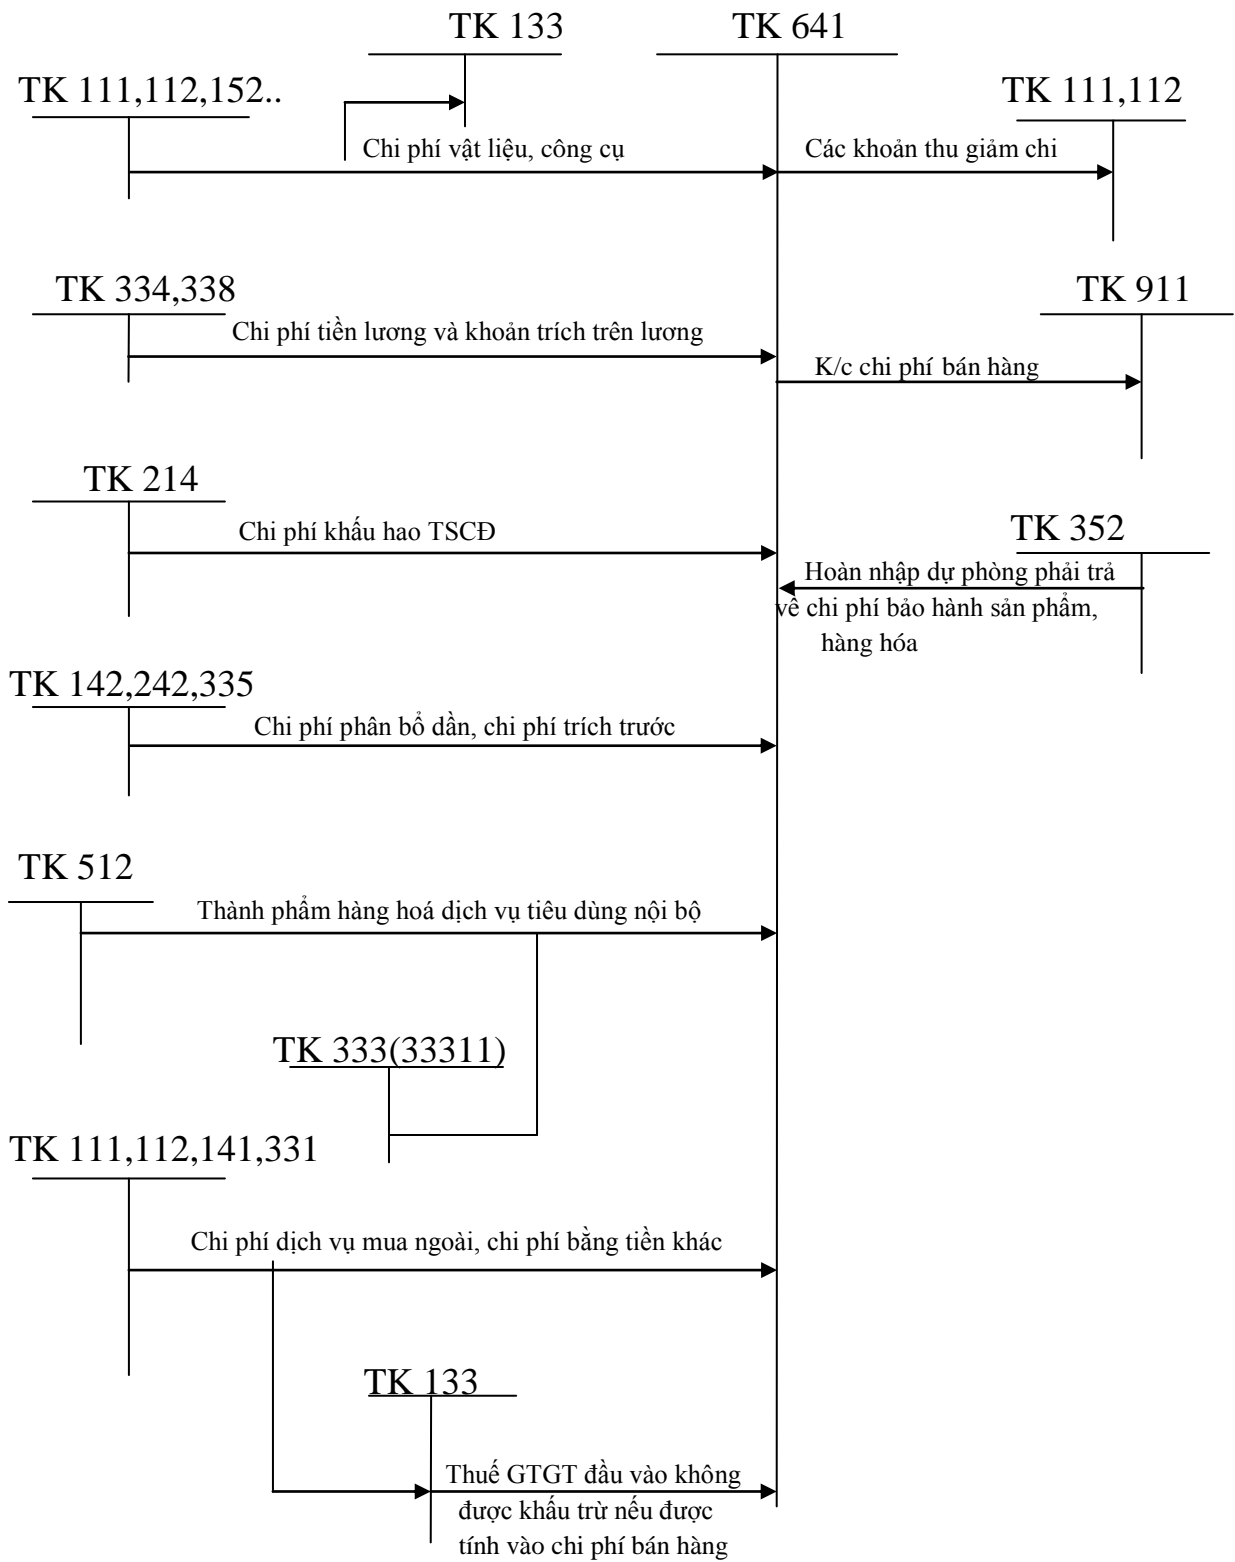 TK 133
TK 641
TK 111,112,152..
TK 111,112
Chi phí vật liệu, công cụ
Các khoản thu giảm chi
TK 334,338
TK 911
Chi phí tiền lương và khoản trích trên lương
K/c chi phí bán hàng
TK 214
TK 352
Chi phí khấu hao TSCĐ
Hoàn nhập dự phòng phải trả
về chi phí bảo hành sản phẩm,
hàng hóa
TK 142,242,335
Chi phí phân bổ dần, chi phí trích trước
TK 512
Thành phẩm hàng hoá dịch vụ tiêu dùng nội bộ
TK 333(33311)
TK 111,112,141,331
Chi phí dịch vụ mua ngoài, chi phí bằng tiền khác
TK 133
Thuế GTGT đầu vào không
được khấu trừ nếu được
tính vào chi phí bán hàng